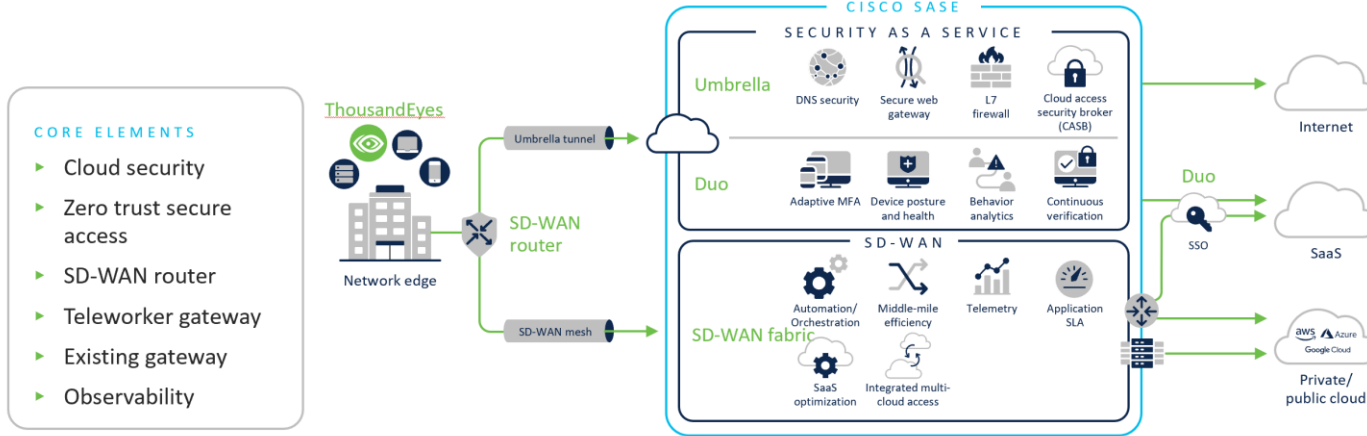 CORE ELEMENTS
Cloud security
Zero trust secure
access
SD-WAN router
Teleworker gateway
Existing gateway
Observability
ThousandEyes
Network edge
SD-WAN
router
Umbrella tunnel
SD-WAN mesh
CISCO SASE
SECURITY AS A SERVICE
Umbrella
DNS security
Secure web
gateway
L7
firewall
Cloud access
security broker
(CASB)
Duo
Adaptive MFA
Device posture
and health
Behavior
analytics
Continuous
verification
SD-WAN
SD-WAN fabric
Automation/
Orchestration
Middle-mile
efficiency
Telemetry
Application
SLA
SaaS
optimization
Integrated multi-
cloud access
Duo
SSO
Internet
SaaS
aws
Azure
Google Cloud
Private/
public cloud